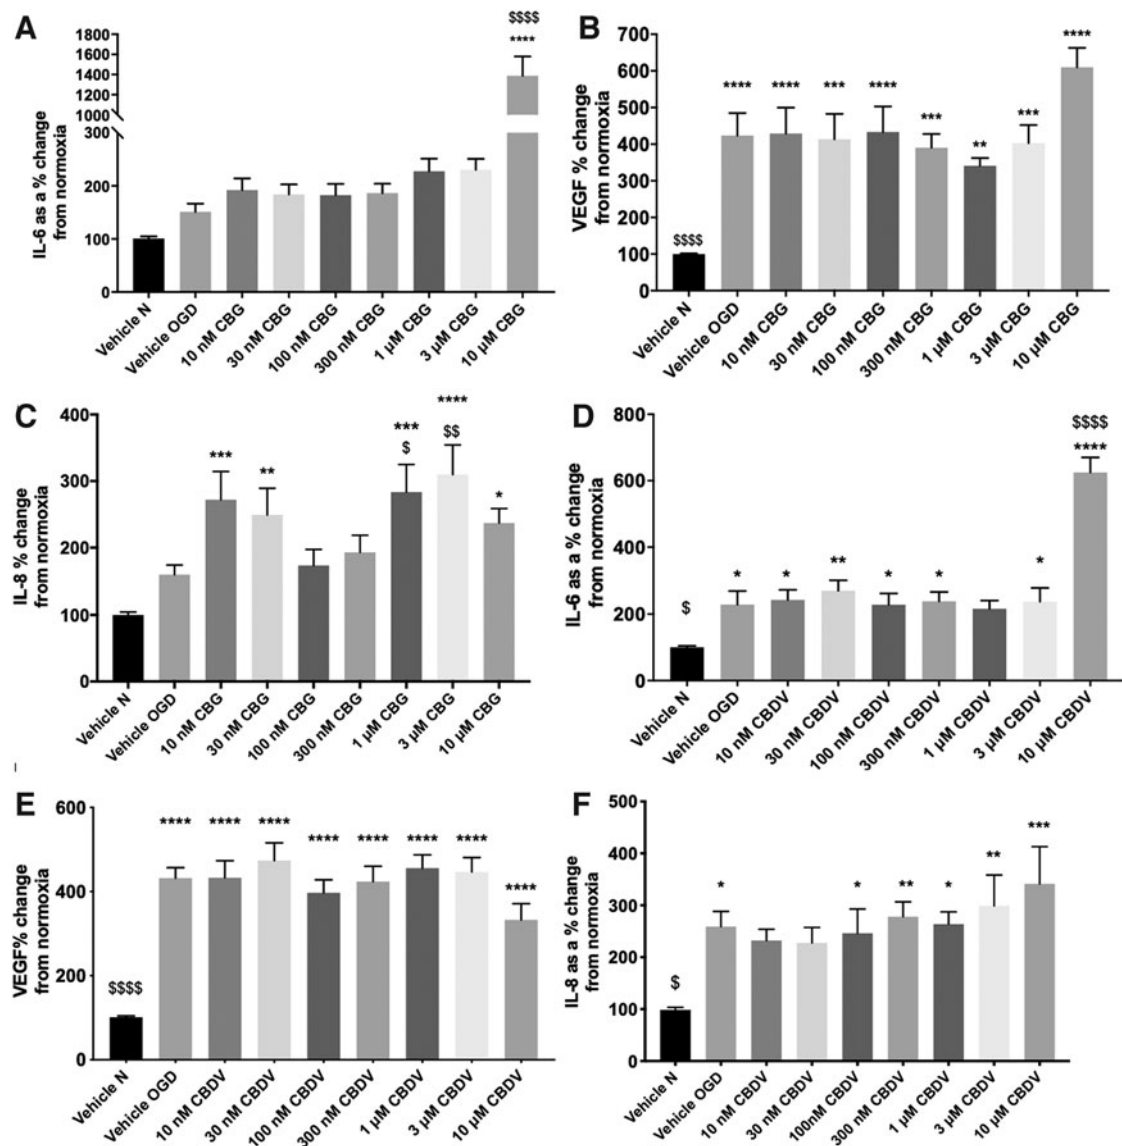 A
IL-6 as a % change
from normoxia
1800
1600
1400
1200
1000
300
200
100
0
$$$$
****
Vehicle N
Vehicle OGD
10 nM CBG
30 nM CBG
100 nM CBG
300 nM CBG
1 µM CBG
3 µM CBG
10 µM CBG
B
VEGF % change
from normoxia
700
600
500
400
300
200
100
0
$$$$
****
****
***
****
***
**
***
****
Vehicle N
Vehicle OGD
10 nM CBG
30 nM CBG
100 nM CBG
300 nM CBG
1 µM CBG
3 µM CBG
10 µM CBG
C
IL-8 % change
from normoxia
400
300
200
100
0
***
**
***
$
****
$$
*
Vehicle N
Vehicle OGD
10 nM CBG
30 nM CBG
100 nM CBG
300 nM CBG
1 µM CBG
3 µM CBG
10 µM CBG
D
IL-6 as a % change
from normoxia
800
600
400
200
0
$
*
*
**
*
*
*
$$$$
****
Vehicle N
Vehicle OGD
10 nM CBDV
30 nM CBDV
100 nM CBDV
300 nM CBDV
1 µM CBDV
3 µM CBDV
10 µM CBDV
E
VEGF% change
from normoxia
600
400
200
0
$$$$
****
****
****
****
****
****
****
****
Vehicle N
Vehicle OGD
10 nM CBDV
30 nM CBDV
100 nM CBDV
300 nM CBDV
1 µM CBDV
3 µM CBDV
10 µM CBDV
F
IL-8 as a % change
from normoxia
500
400
300
200
100
0
$
*
*
**
*
**
***
Vehicle N
Vehicle OGD
10 nM CBDV
30 nM CBDV
100nM CBDV
300 nM CBDV
1 µM CBDV
3 µM CBDV
10 µM CBDV